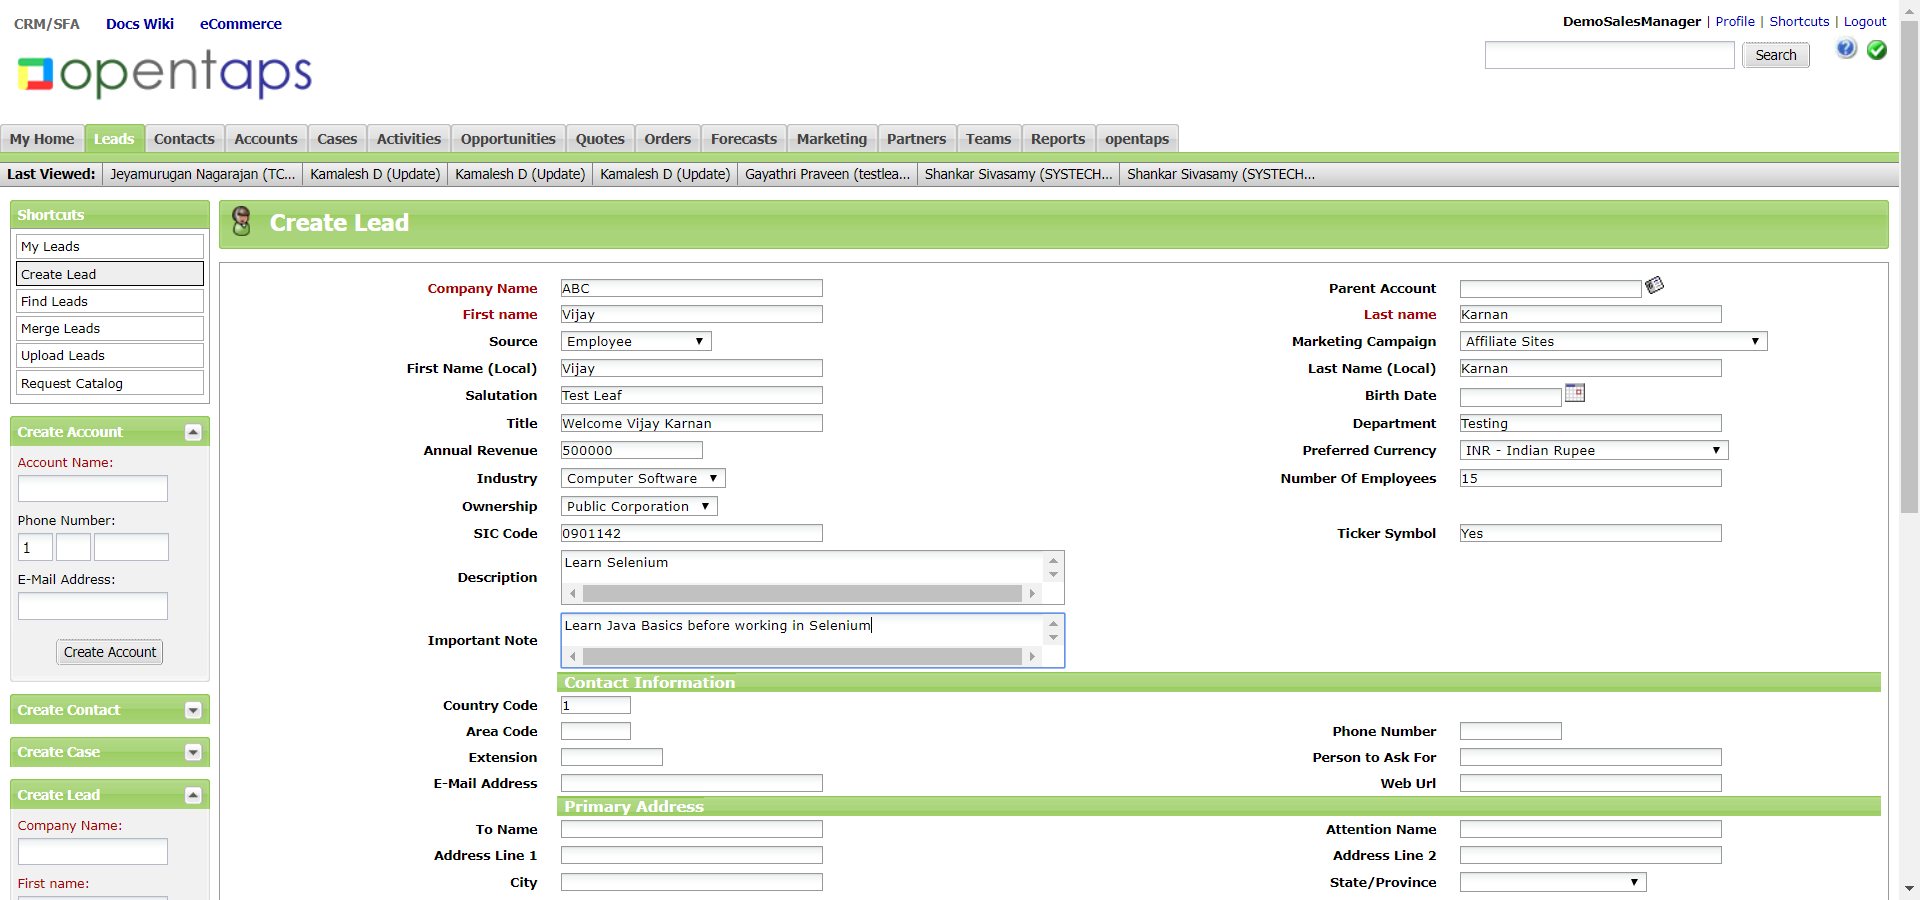 CRM/SFA Docs Wiki eCommerce
DemoSalesManager | Profile | Shortcuts | Logout
opentaps
Search
My Home Leads Contacts Accounts Cases Activities Opportunities Quotes Orders Forecasts Marketing Partners Teams Reports opentaps
Last Viewed: Jeyamurugan Nagarajan (TC... Kamalesh D (Update) Kamalesh D (Update) Kamalesh D (Update) Gayathri Praveen (testlea... Shankar Sivasamy (SYSTECH... Shankar Sivasamy (SYSTECH...
Shortcuts
My Leads
Create Lead
Find Leads
Merge Leads
Upload Leads
Request Catalog
Create Account
Account Name:
Phone Number:
1
E-Mail Address:
Create Account
Create Contact
Create Case
Create Lead
Company Name:
First name:
Create Lead
Company Name ABC Parent Account
First name Vijay Last name Karnan
Source Employee Marketing Campaign Affiliate Sites
First Name (Local) Vijay Last Name (Local) Karnan
Salutation Test Leaf Birth Date
Title Welcome Vijay Karnan Department Testing
Annual Revenue 500000 Preferred Currency INR - Indian Rupee
Industry Computer Software Number Of Employees 15
Ownership Public Corporation
SIC Code 0901142 Ticker Symbol Yes
Description Learn Selenium
Important Note Learn Java Basics before working in Selenium
Contact Information
Country Code 1
Area Code Phone Number
Extension Person to Ask For
E-Mail Address Web Url
Primary Address
To Name Attention Name
Address Line 1 Address Line 2
City State/Province